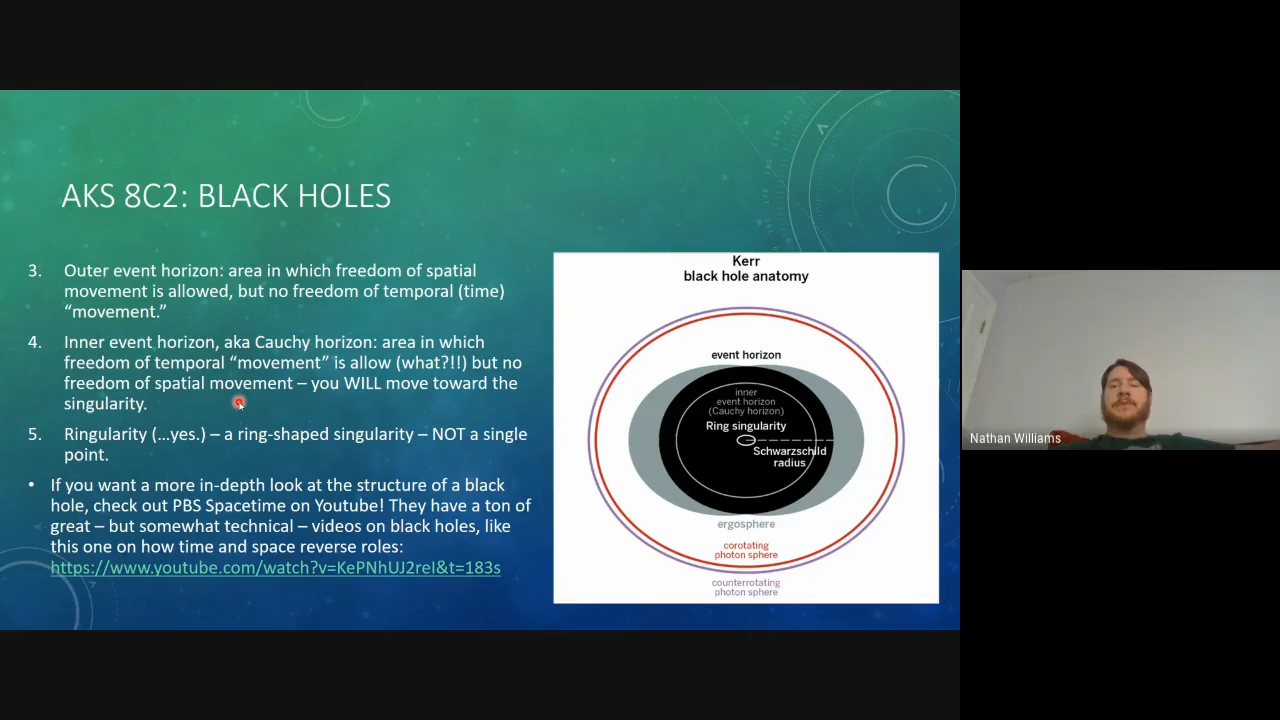 AKS 8C2: BLACK HOLES
3. Outer event horizon: area in which freedom of spatial
movement is allowed, but no freedom of temporal (time)
“movement.”
4. Inner event horizon, aka Cauchy horizon: area in which
freedom of temporal “movement” is allow (what?!!) but no
freedom of spatial movement – you WILL move toward the
singularity.
5. Ringularity (...yes.) – a ring-shaped singularity – NOT a single
point.
• If you want a more in-depth look at the structure of a black
hole, check out PBS Spacetime on Youtube! They have a ton of
great – but somewhat technical – videos on black holes, like
this one on how time and space reverse roles:
https://www.youtube.com/watch?v=KePNhUJ2reI&t=183s
Kerr
black hole anatomy
event horizon
inner
event horizon
(Cauchy horizon)
Ring singularity
Schwarzschild
radius
ergosphere
corotating
photon sphere
counterrotating
photon sphere
Nathan Williams